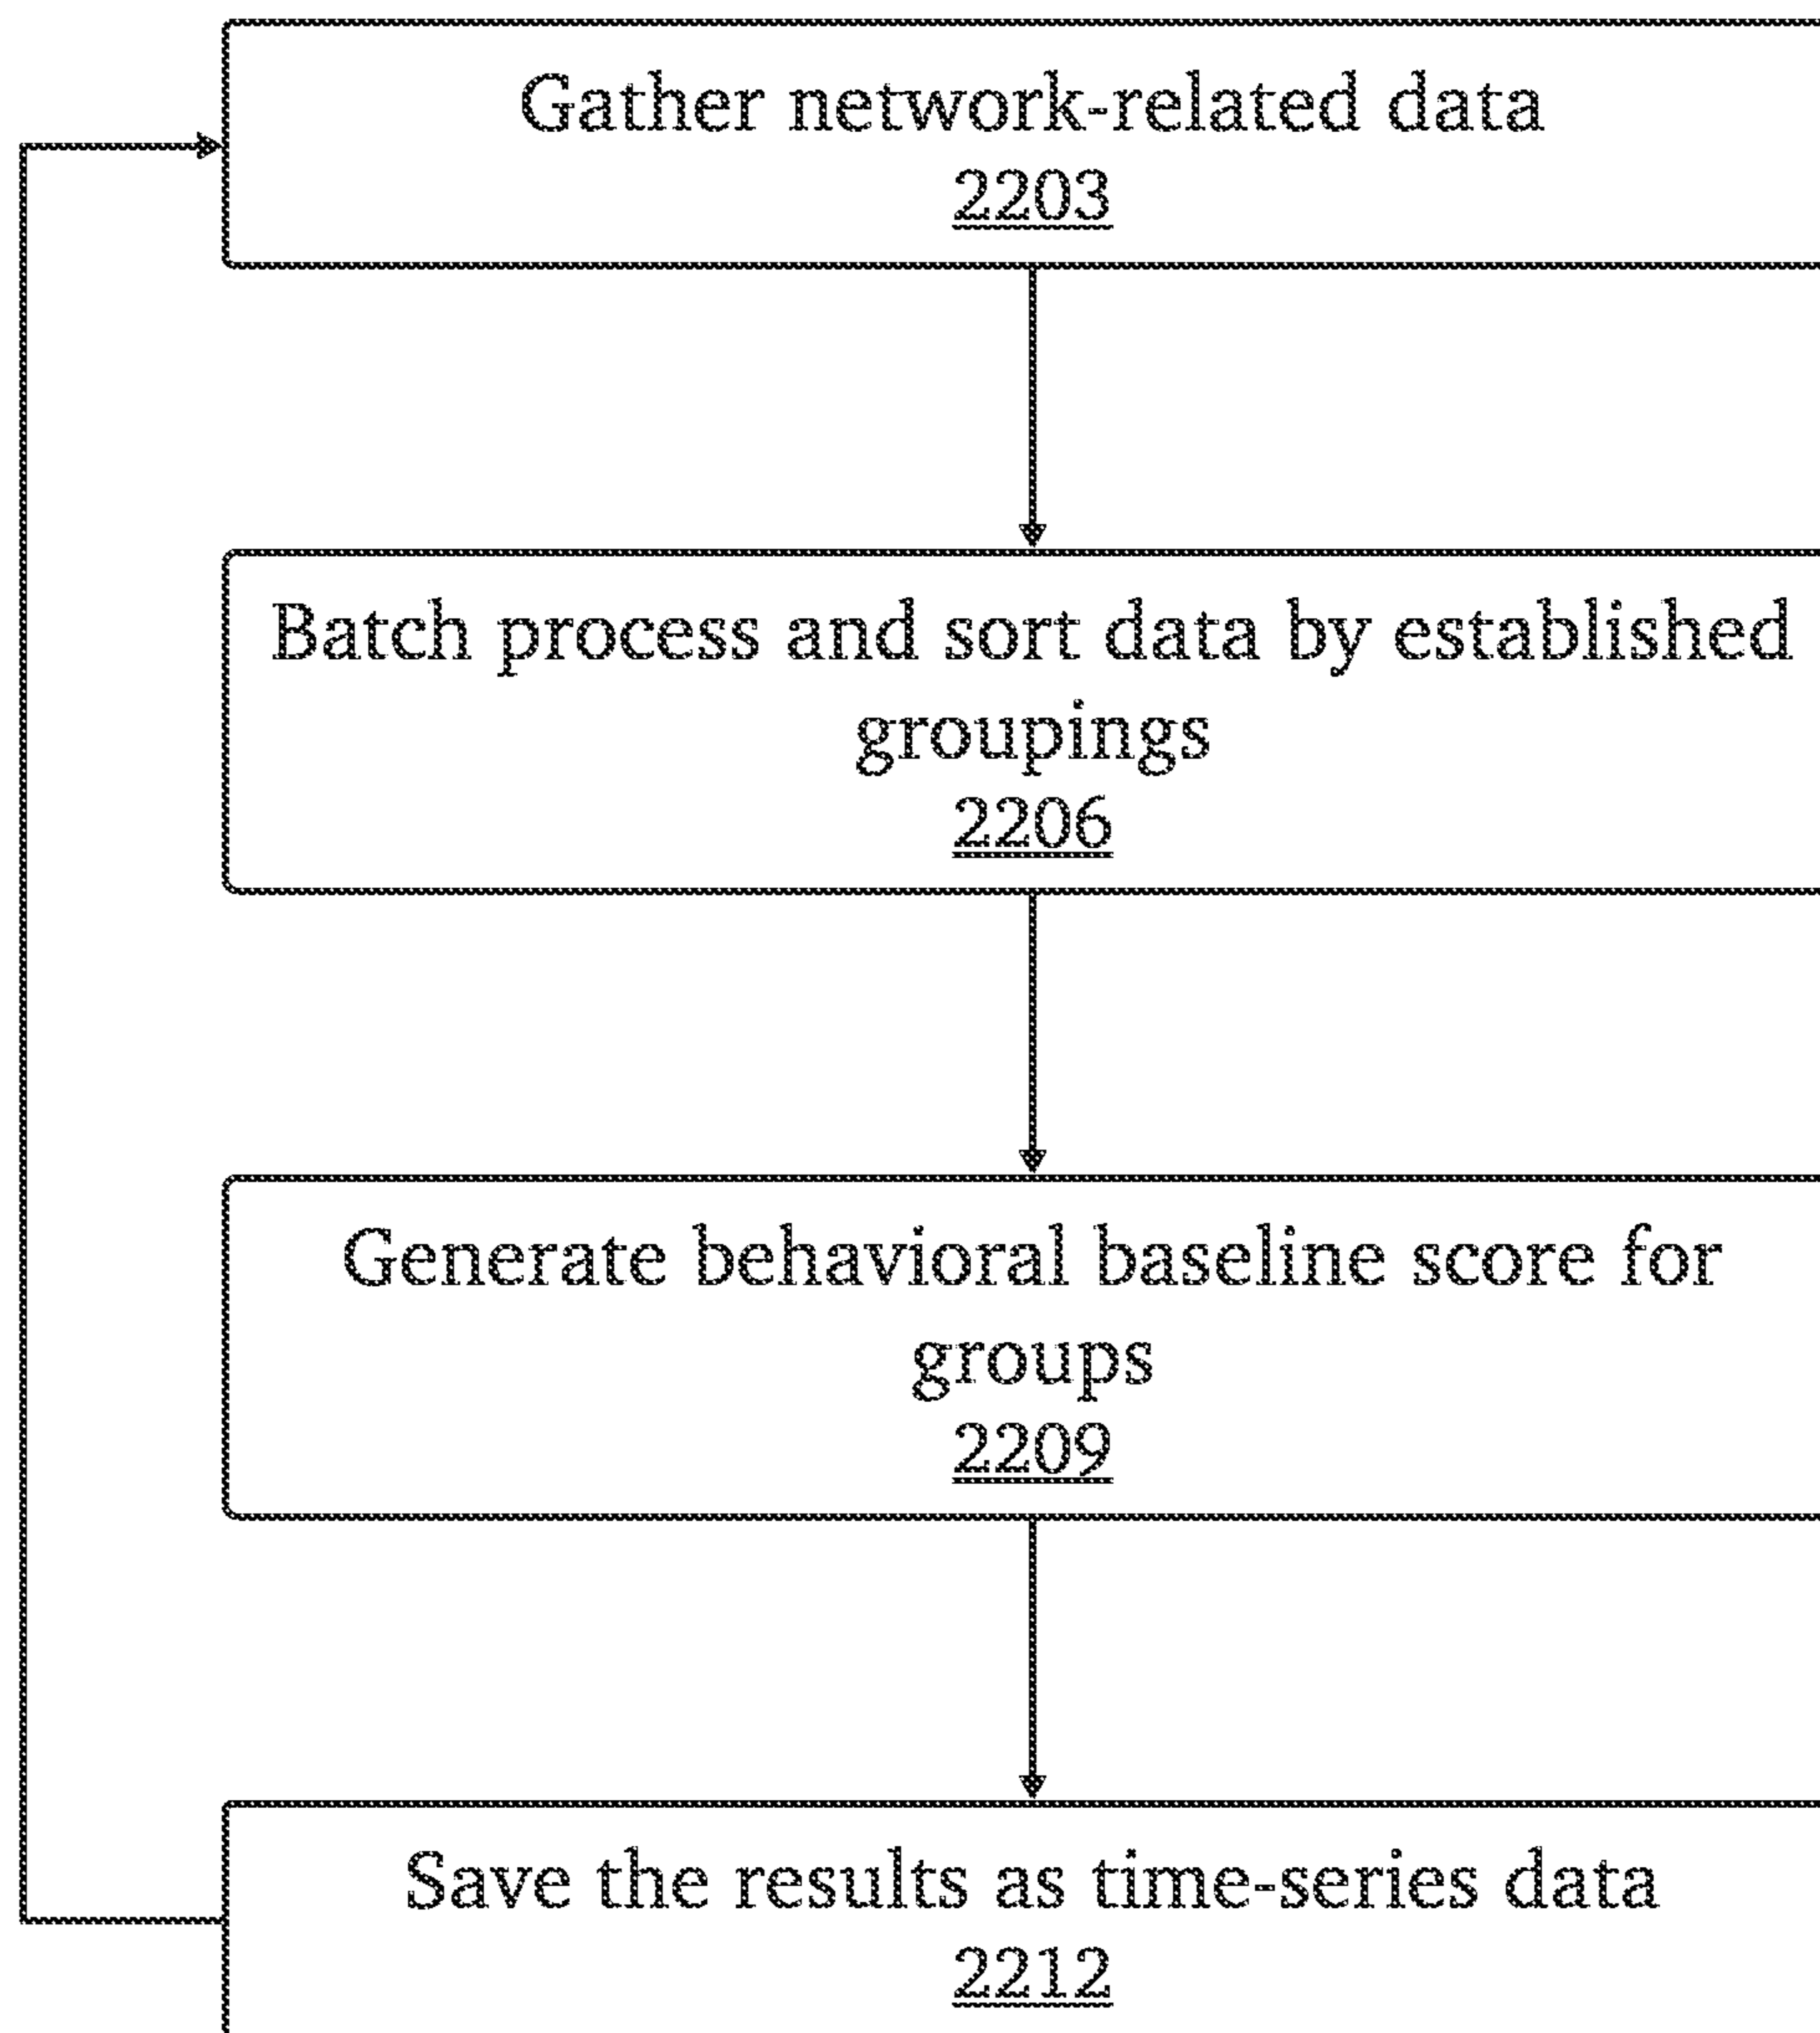 Gather network-related data
2203
Batch process and sort data by established
groupings
2206
Generate behavioral baseline score for
groups
2209
Save the results as time-series data
2212